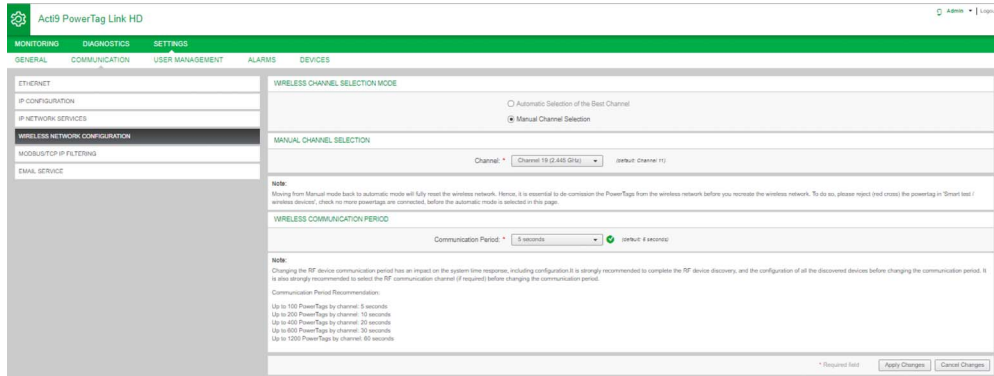 Acti9 PowerTag Link HD
Admin | Logo
MONITORING DIAGNOSTICS SETTINGS
GENERAL COMMUNICATION USER MANAGEMENT ALARMS DEVICES
ETHERNET
IP CONFIGURATION
IP NETWORK SERVICES
WIRELESS NETWORK CONFIGURATION
MODBUS/TCP IP FILTERING
EMAIL SERVICE
WIRELESS CHANNEL SELECTION MODE
Automatic Selection of the Best Channel
Manual Channel Selection
MANUAL CHANNEL SELECTION
Channel: * Channel 19 (2.445 GHz) (default: Channel 11)
Note:
Moving from Manual mode back to automatic mode will fully reset the wireless network. Hence, it is essential to de-comission the PowerTags from the wireless network before you recreate the wireless network. To do so, please reject (red cross) the powertag in 'Smart test /
wireless devices', check no more powertags are connected, before the automatic mode is selected in this page.
WIRELESS COMMUNICATION PERIOD
Communication Period: * 5 seconds (default: 5 seconds)
Note:
Changing the RF device communication period has an impact on the system time response, including configuration.It is strongly recommended to complete the RF device discovery, and the configuration of all the discovered devices before changing the communication period. It
is also strongly recommended to select the RF communication channel (if required) before changing the communication period.
Communication Period Recommendation:
Up to 100 PowerTags by channel: 5 seconds
Up to 200 PowerTags by channel: 10 seconds
Up to 400 PowerTags by channel: 20 seconds
Up to 600 PowerTags by channel: 30 seconds
Up to 1200 PowerTags by channel: 60 seconds
* Required field Apply Changes Cancel Changes